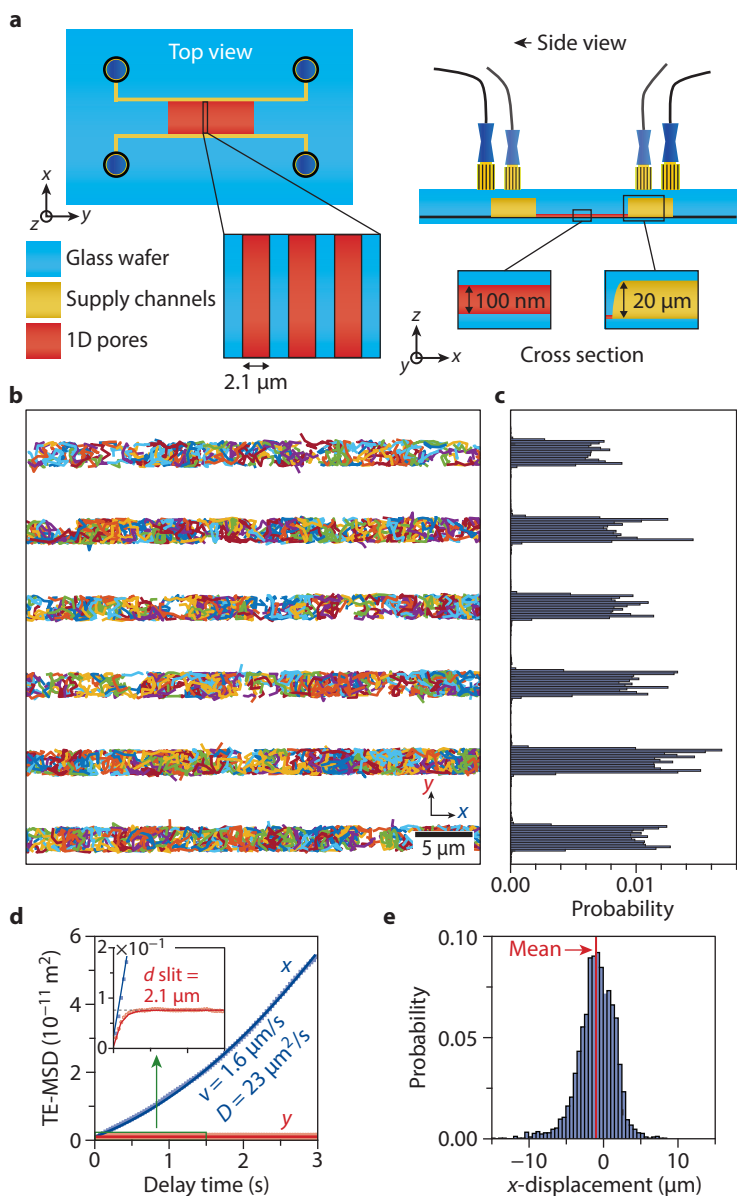 a
Top view
Side view
x
z
y
Glass wafer
Supply channels
1D pores
2.1 µm
100 nm
20 µm
z
y
x
Cross section
b
c
y
x
5 µm
0.00
0.01
Probability
d
e
TE-MSD (10⁻¹¹ m²)
6
4
2
0
2
×10⁻¹
1
0
d slit =
2.1 µm
x
v = 1.6 µm/s
D = 23 µm²/s
y
0
1
2
3
Delay time (s)
Probability
0.10
0.05
0.00
Mean
−10
0
10
x-displacement (µm)